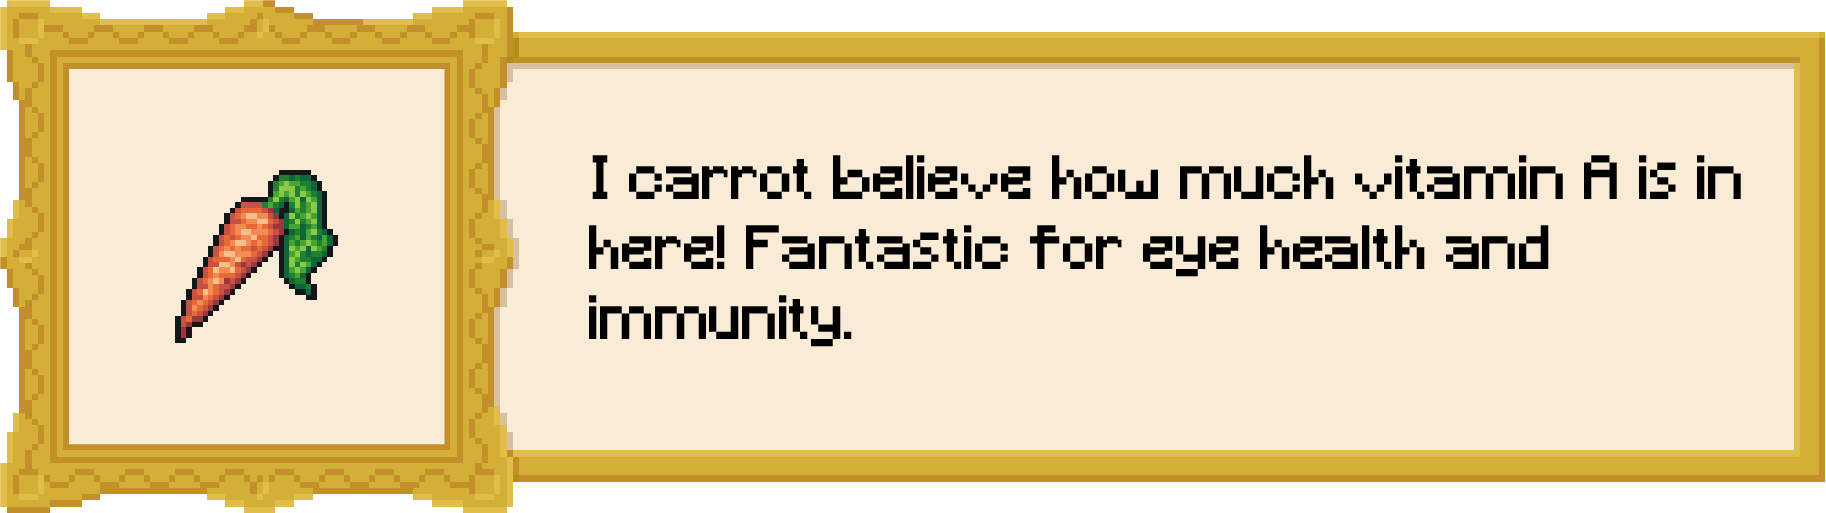 I carrot believe how much vitamin A is in
here! Fantastic for eye health and
immunity.